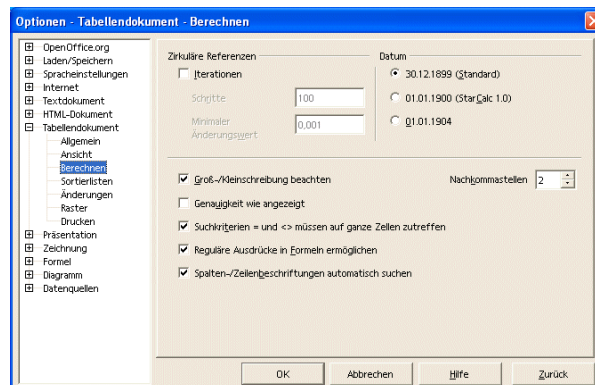 Optionen - Tabellendokument - Berechnen
OpenOffice.org
Laden/Speichern
Spracheinstellungen
Internet
Textdokument
HTML-Dokument
Tabellendokument
Allgemein
Ansicht
Berechnen
Sortierlisten
Änderungen
Raster
Drucken
Präsentation
Zeichnung
Formel
Diagramm
Datenquellen
Zirkuläre Referenzen
Iterationen
Schritte 100
Minimaler
Änderungswert 0,001
Datum
30.12.1899 (Standard)
01.01.1900 (StarCalc 1.0)
01.01.1904
Groß-/Kleinschreibung beachten
Nachkommastellen 2
Genauigkeit wie angezeigt
Suchkriterien = und <> müssen auf ganze Zellen zutreffen
Reguläre Ausdrücke in Formeln ermöglichen
Spalten-/Zeilenbeschriftungen automatisch suchen
OK Abbrechen Hilfe Zurück